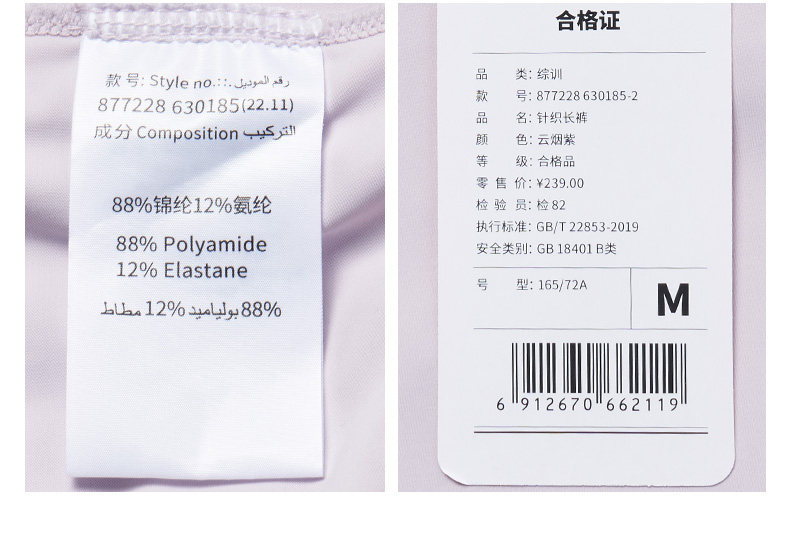 款 号: Style no.::. رقم الموديل
877228 630185(22.11)
成分 Composition التركيب
88%锦纶12%氨纶
88% Polyamide
12% Elastane
88%بولياميد 12% مطاط
合格证
品 类: 综训
款 号: 877228 630185-2
品 名: 针织长裤
颜 色: 云烟紫
等 级: 合格品
零 售 价: ¥239.00
检 验 员: 检 82
执行标准: GB/T 22853-2019
安全类别: GB 18401 B类
号 型: 165/72A
M
6 912670 662119